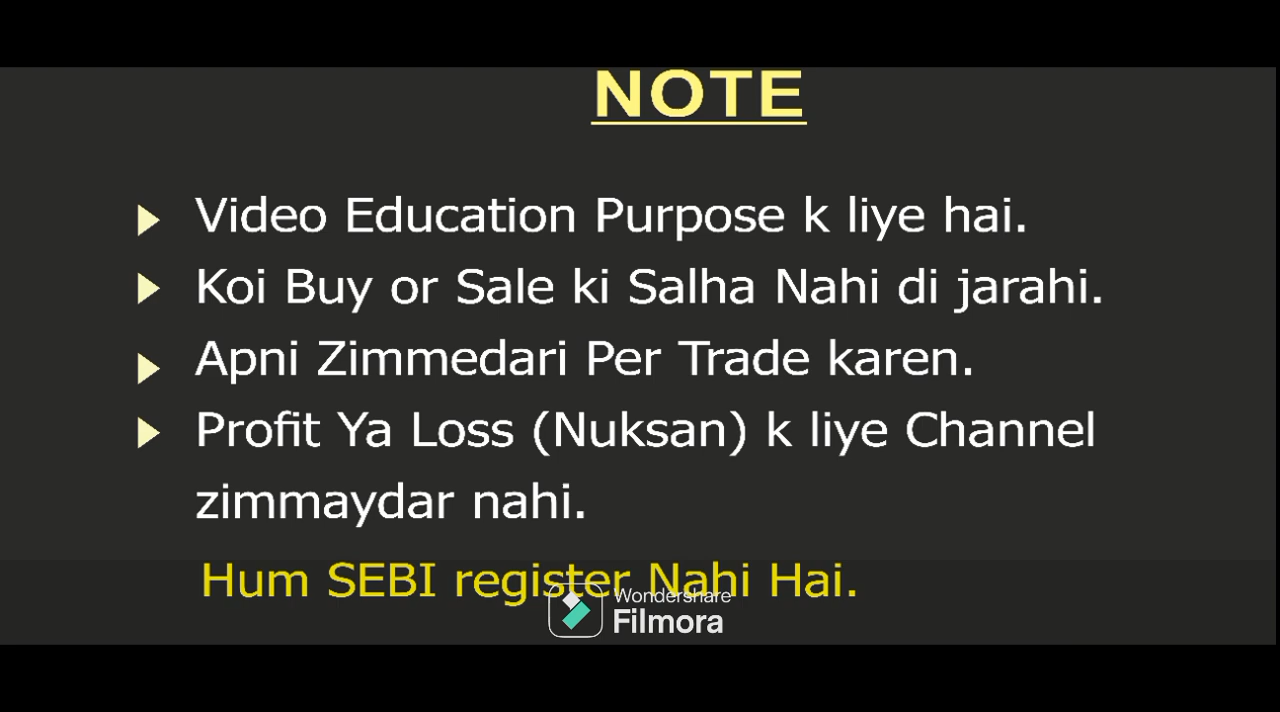 NOTE
Video Education Purpose k liye hai.
Koi Buy or Sale ki Salha Nahi di jarahi.
Apni Zimmedari Per Trade karen.
Profit Ya Loss (Nuksan) k liye Channel
zimmaydar nahi.
Hum SEBI register Nahi Hai.
Wondershare
Filmora